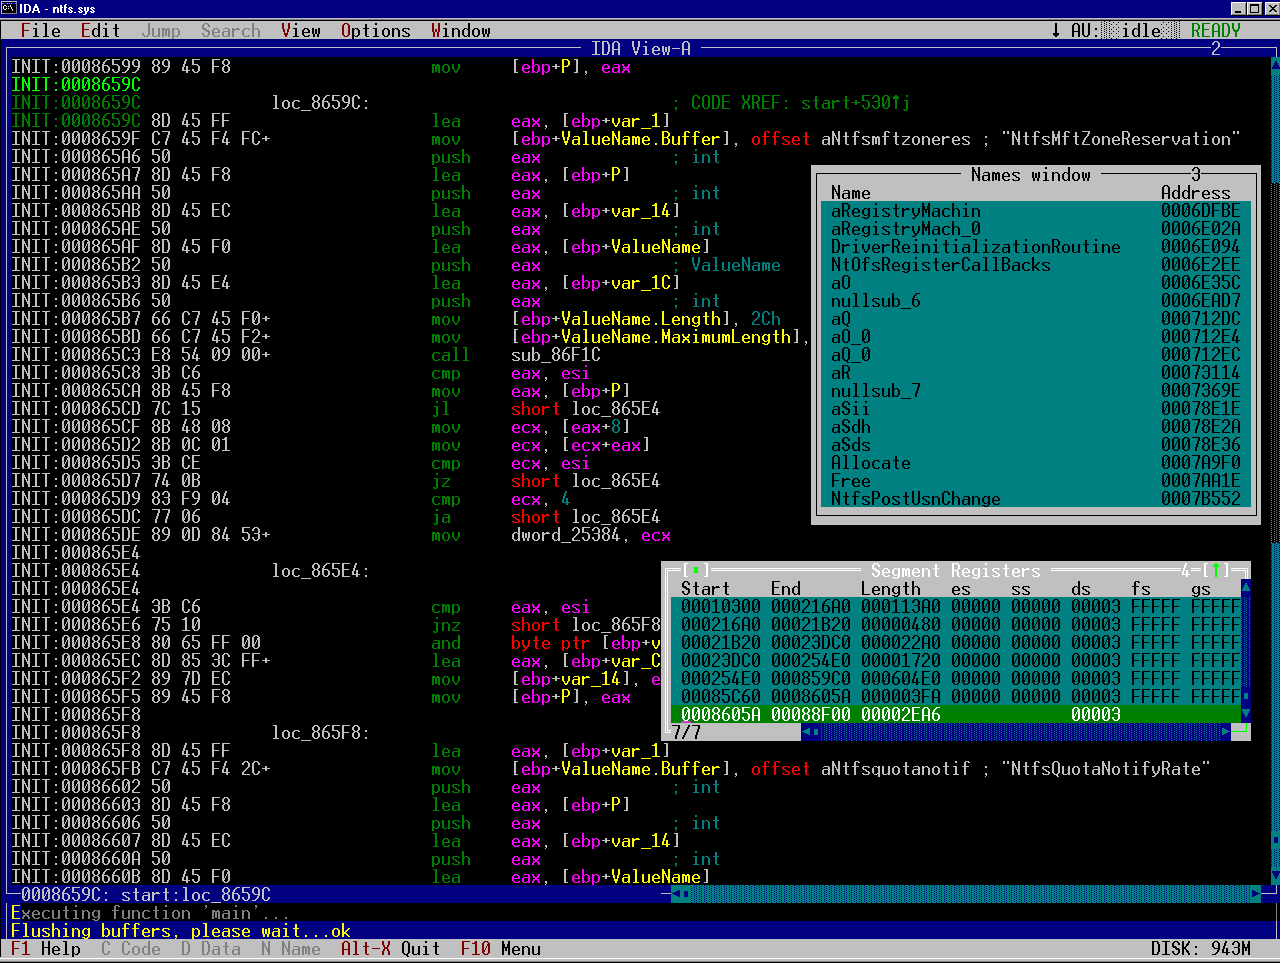 IDA - ntfs.sys
File Edit Jump Search View Options Window ↓ AU: idle READY
IDA View-A 2
INIT:00086599 89 45 F8 mov [ebp+P], eax
INIT:0008659C
INIT:0008659C loc_8659C: ; CODE XREF: start+530↑j
INIT:0008659C 8D 45 FF lea eax, [ebp+var_1]
INIT:0008659F C7 45 F4 FC+ mov [ebp+ValueName.Buffer], offset aNtfsmftzoneres ; "NtfsMftZoneReservation"
INIT:000865A6 50 push eax ; int
INIT:000865A7 8D 45 F8 lea eax, [ebp+P]
INIT:000865AA 50 push eax ; int
INIT:000865AB 8D 45 EC lea eax, [ebp+var_14]
INIT:000865AE 50 push eax ; int
INIT:000865AF 8D 45 F0 lea eax, [ebp+ValueName]
INIT:000865B2 50 push eax ; ValueName
INIT:000865B3 8D 45 E4 lea eax, [ebp+var_1C]
INIT:000865B6 50 push eax ; int
INIT:000865B7 66 C7 45 F0+ mov [ebp+ValueName.Length], 2Ch
INIT:000865BD 66 C7 45 F2+ mov [ebp+ValueName.MaximumLength],
INIT:000865C3 E8 54 09 00+ call sub_86F1C
INIT:000865C8 3B C6 cmp eax, esi
INIT:000865CA 8B 45 F8 mov eax, [ebp+P]
INIT:000865CD 7C 15 jl short loc_865E4
INIT:000865CF 8B 48 08 mov ecx, [eax+8]
INIT:000865D2 8B 0C 01 mov ecx, [ecx+eax]
INIT:000865D5 3B CE cmp ecx, esi
INIT:000865D7 74 0B jz short loc_865E4
INIT:000865D9 83 F9 04 cmp ecx, 4
INIT:000865DC 77 06 ja short loc_865E4
INIT:000865DE 89 0D 84 53+ mov dword_25384, ecx
INIT:000865E4
INIT:000865E4 loc_865E4:
INIT:000865E4
INIT:000865E4 3B C6 cmp eax, esi
INIT:000865E6 75 10 jnz short loc_865F8
INIT:000865E8 80 65 FF 00 and byte ptr [ebp+v
INIT:000865EC 8D 85 3C FF+ lea eax, [ebp+var_C
INIT:000865F2 89 7D EC mov [ebp+var_14], e
INIT:000865F5 89 45 F8 mov [ebp+P], eax
INIT:000865F8
INIT:000865F8 loc_865F8:
INIT:000865F8 8D 45 FF lea eax, [ebp+var_1]
INIT:000865FB C7 45 F4 2C+ mov [ebp+ValueName.Buffer], offset aNtfsquotanotif ; "NtfsQuotaNotifyRate"
INIT:00086602 50 push eax ; int
INIT:00086603 8D 45 F8 lea eax, [ebp+P]
INIT:00086606 50 push eax ; int
INIT:00086607 8D 45 EC lea eax, [ebp+var_14]
INIT:0008660A 50 push eax ; int
INIT:0008660B 8D 45 F0 lea eax, [ebp+ValueName]
Names window 3
Name Address
aRegistryMachin 0006DFBE
aRegistryMach_0 0006E02A
DriverReinitializationRoutine 0006E094
NtOfsRegisterCallBacks 0006E2EE
aO 0006E35C
nullsub_6 0006EAD7
aQ 000712DC
aO_0 000712E4
aQ_0 000712EC
aR 00073114
nullsub_7 0007369E
aSii 00078E1E
aSdh 00078E2A
aSds 00078E36
Allocate 0007A9F0
Free 0007AA1E
NtfsPostUsnChange 0007B552
Segment Registers 4 [↑]
Start End Length es ss ds fs gs
00010300 000216A0 000113A0 00000 00000 00003 FFFFF FFFFF
000216A0 00021B20 00000480 00000 00000 00003 FFFFF FFFFF
00021B20 00023DC0 000022A0 00000 00000 00003 FFFFF FFFFF
00023DC0 000254E0 00001720 00000 00000 00003 FFFFF FFFFF
000254E0 000859C0 000604E0 00000 00000 00003 FFFFF FFFFF
00085C60 0008605A 000003FA 00000 00000 00003 FFFFF FFFFF
0008605A 00088F00 00002EA6 00003
7/7
0008659C: start:loc_8659C
Executing function 'main'...
Flushing buffers, please wait...ok
F1 Help C Code D Data N Name Alt-X Quit F10 Menu DISK: 943M